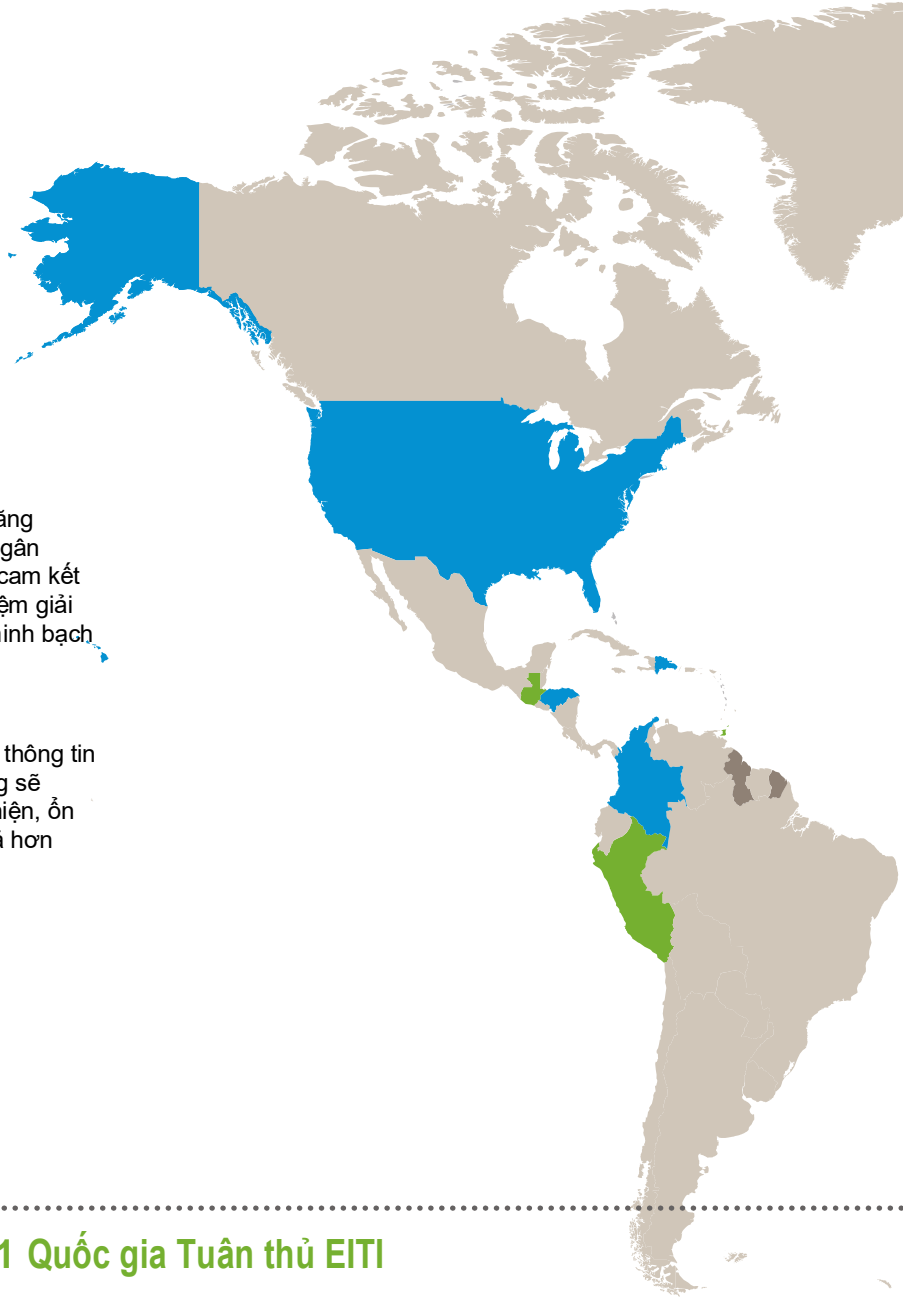 ăng
gân
cam kết
ệm giải
inh bạch
thông tin
g sẽ
iện, ổn
á hơn
1 Quốc gia Tuân thủ EITI